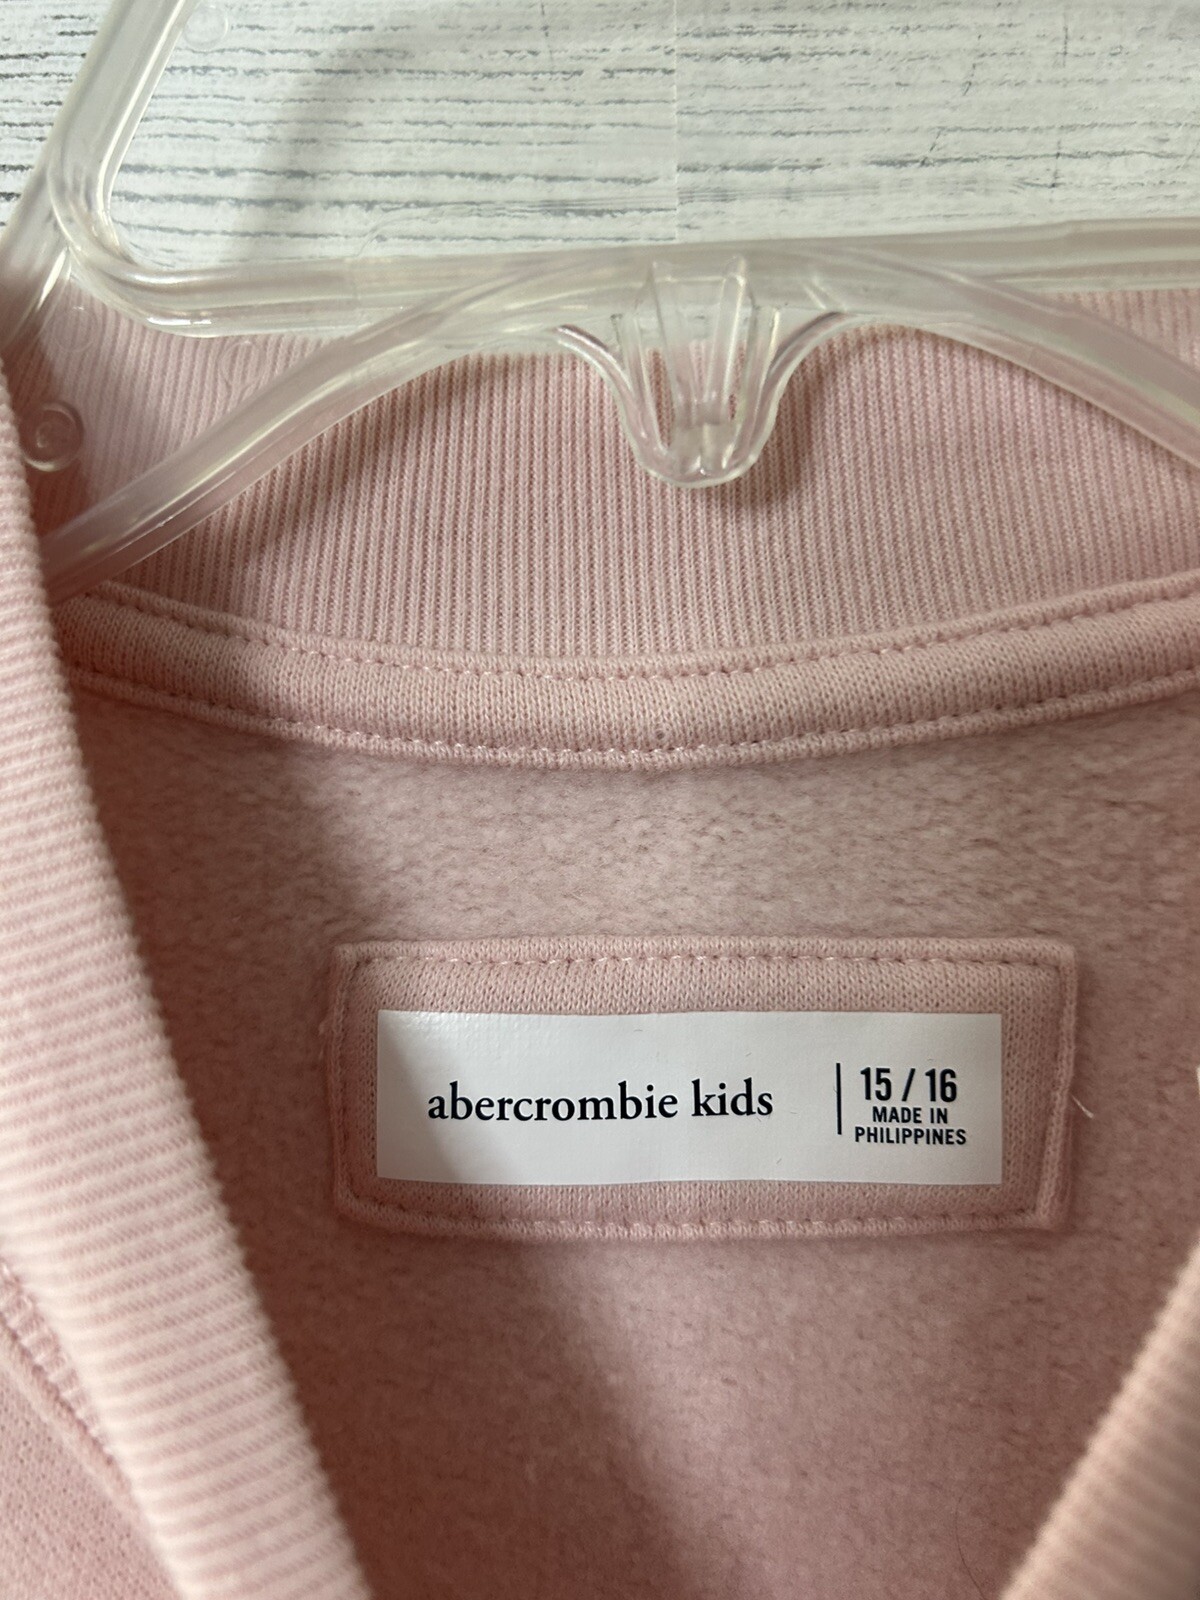 abercrombie kids
15 / 16
MADE IN
PHILIPPINES